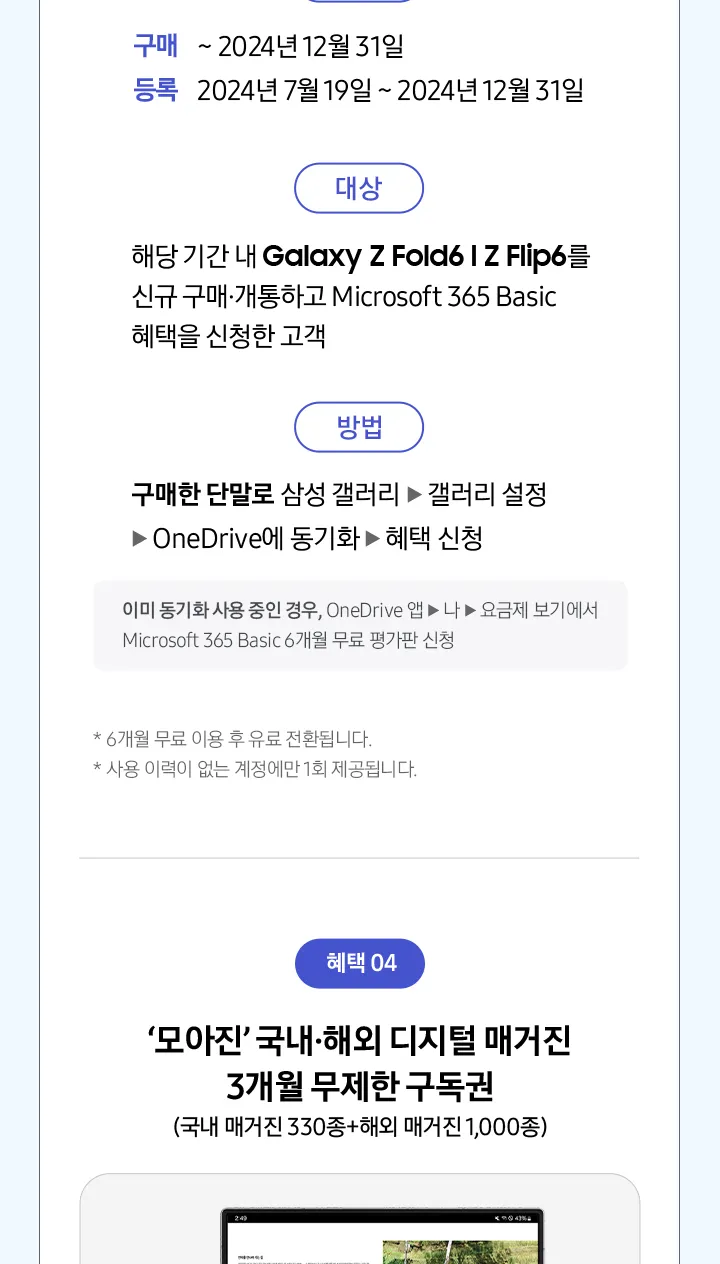 구매 ~ 2024년 12월 31일
등록 2024년 7월 19일 ~ 2024년 12월 31일
대상
해당 기간 내 Galaxy Z Fold6 I Z Flip6를
신규 구매·개통하고 Microsoft 365 Basic
혜택을 신청한 고객
방법
구매한 단말로 삼성 갤러리 ▶ 갤러리 설정
▶ OneDrive에 동기화 ▶ 혜택 신청
이미 동기화 사용 중인 경우, OneDrive 앱 ▶ 나 ▶ 요금제 보기에서
Microsoft 365 Basic 6개월 무료 평가판 신청
* 6개월 무료 이용 후 유료 전환됩니다.
* 사용 이력이 없는 계정에만 1회 제공됩니다.
혜택 04
‘모아진’ 국내·해외 디지털 매거진
3개월 무제한 구독권
(국내 매거진 330종+해외 매거진 1,000종)
2:49 43%